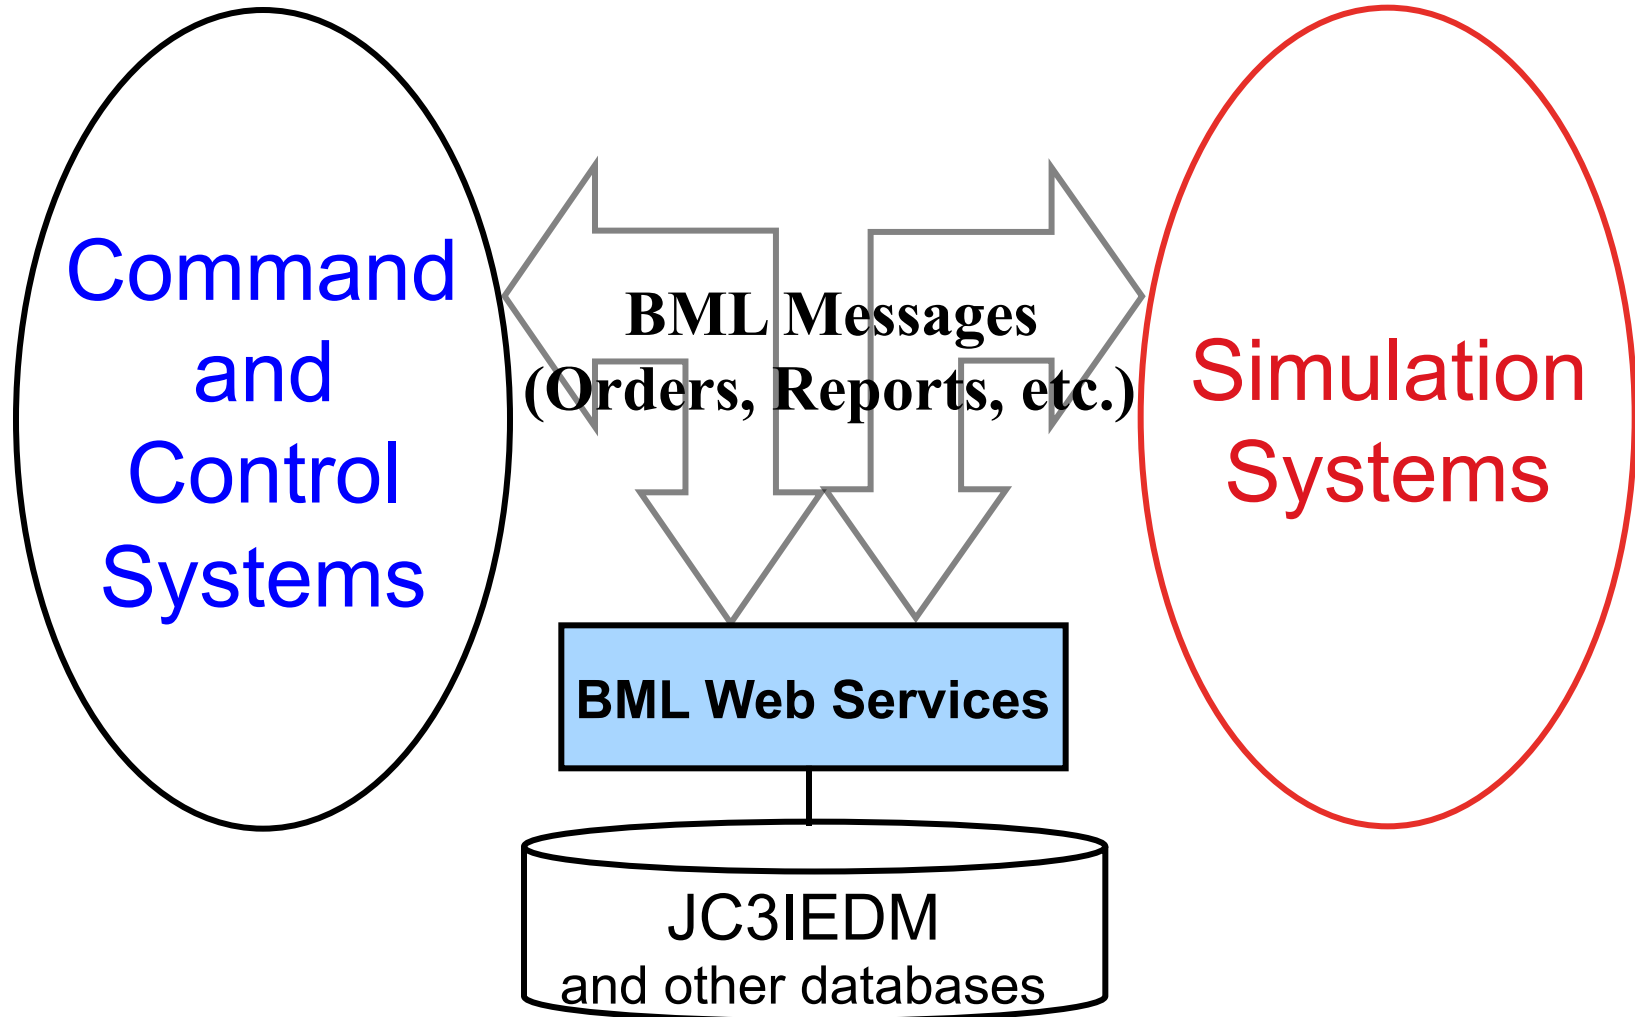 Command
and
Control
Systems
BML Messages
(Orders, Reports, etc.)
Simulation
Systems
BML Web Services
JC3IEDM
and other databases